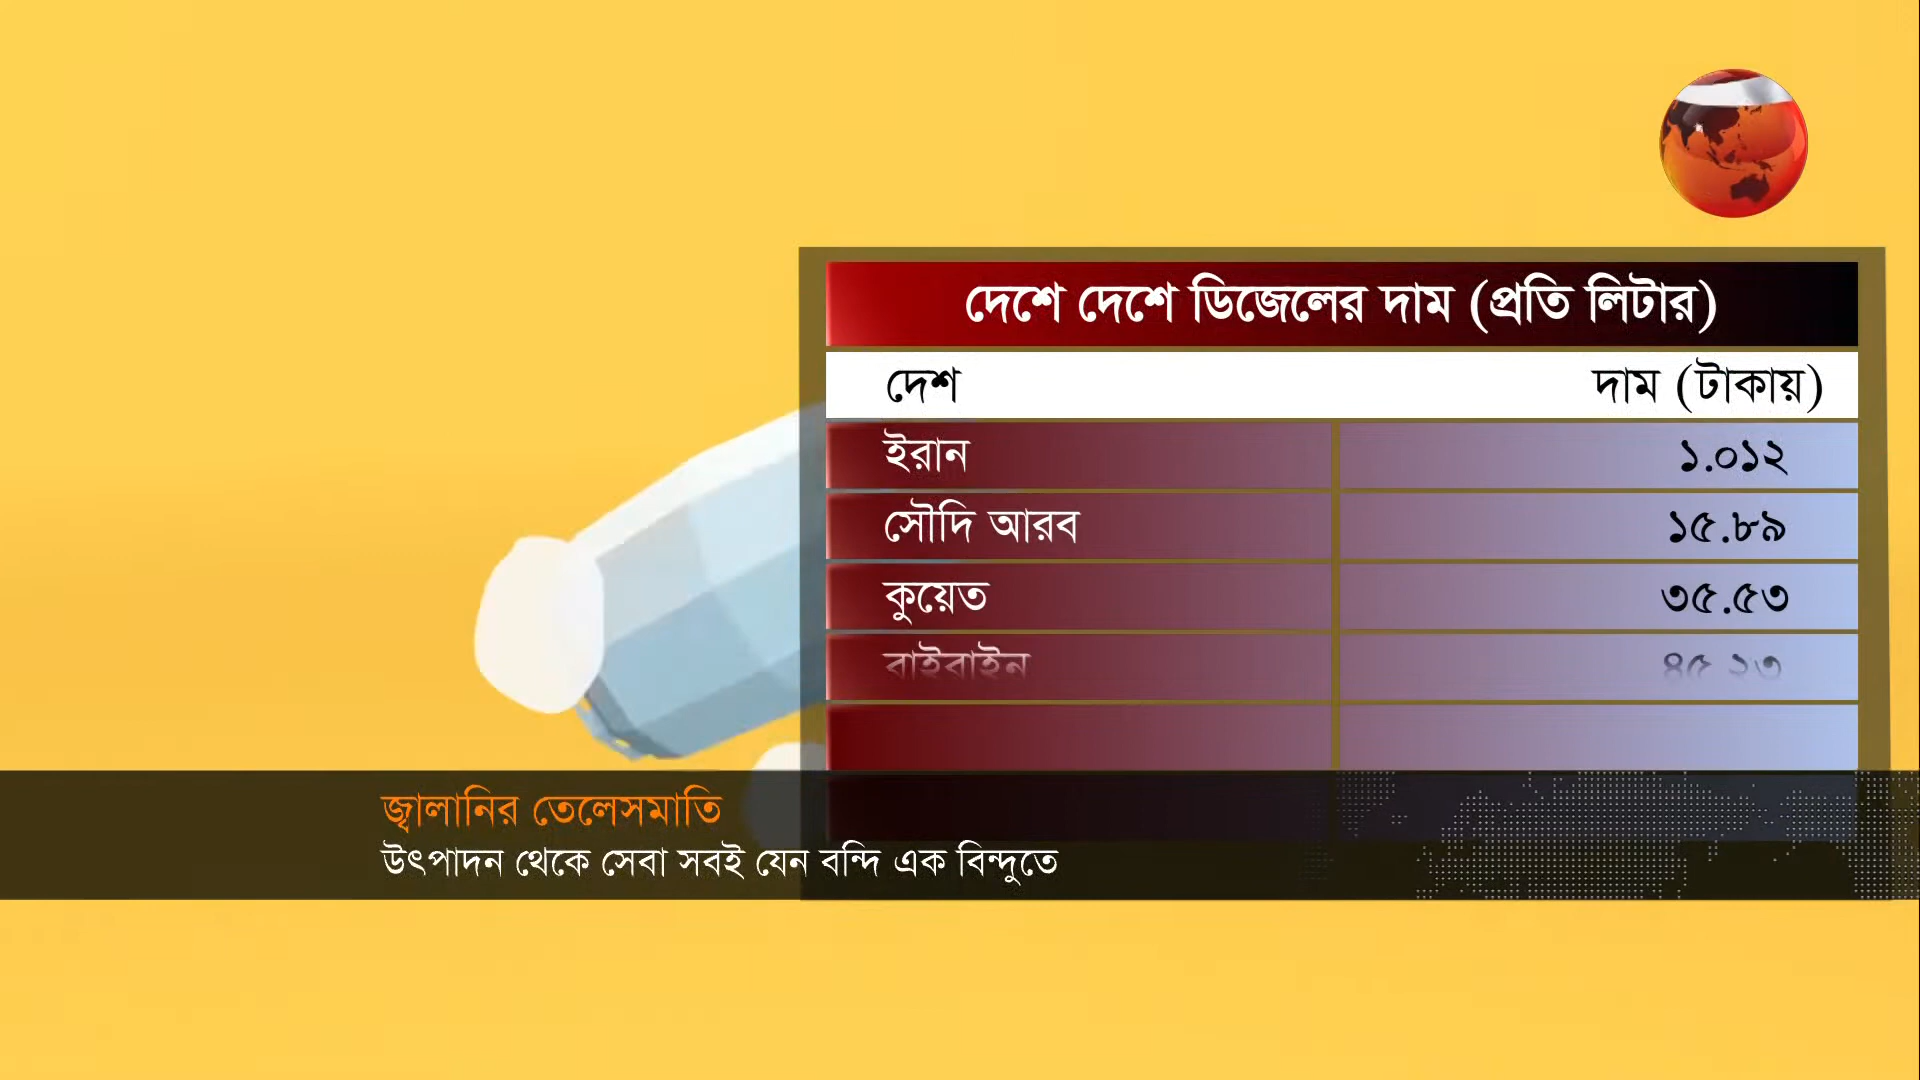 দেশে দেশে ডিজেলের দাম (প্রতি লিটার)
দেশ দাম (টাকায়)
ইরান ১.০১২
সৌদি আরব ১৫.৮৯
কুয়েত ৩৫.৫৩
জ্বালানির তেলেসমাতি
উৎপাদন থেকে সেবা সবই যেন বন্দি এক বিন্দুতে